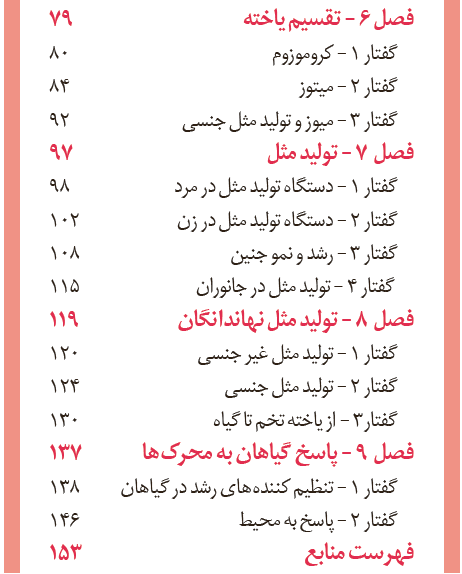 فصل ۶ - تقسیم یاخته ۷۹
گفتار ۱ - کروموزوم ۸۰
گفتار ۲ - میتوز ۸۴
گفتار ۳ - میوز و تولید مثل جنسی ۹۲
فصل ۷ - تولید مثل ۹۷
گفتار ۱ - دستگاه تولید مثل در مرد ۹۸
گفتار ۲ - دستگاه تولید مثل در زن ۱۰۲
گفتار ۳ - رشد و نمو جنین ۱۰۸
گفتار ۴ - تولید مثل در جانوران ۱۱۵
فصل ۸ - تولید مثل نهاندانگان ۱۱۹
گفتار ۱ - تولید مثل غیر جنسی ۱۲۰
گفتار ۲ - تولید مثل جنسی ۱۲۴
گفتار۳ - از یاخته تخم تا گیاه ۱۳۰
فصل ۹ - پاسخ گیاهان به محرک‌ها ۱۳۷
گفتار ۱ - تنظیم کننده‌های رشد در گیاهان ۱۳۸
گفتار ۲ - پاسخ به محیط ۱۴۶
فهرست منابع ۱۵۳